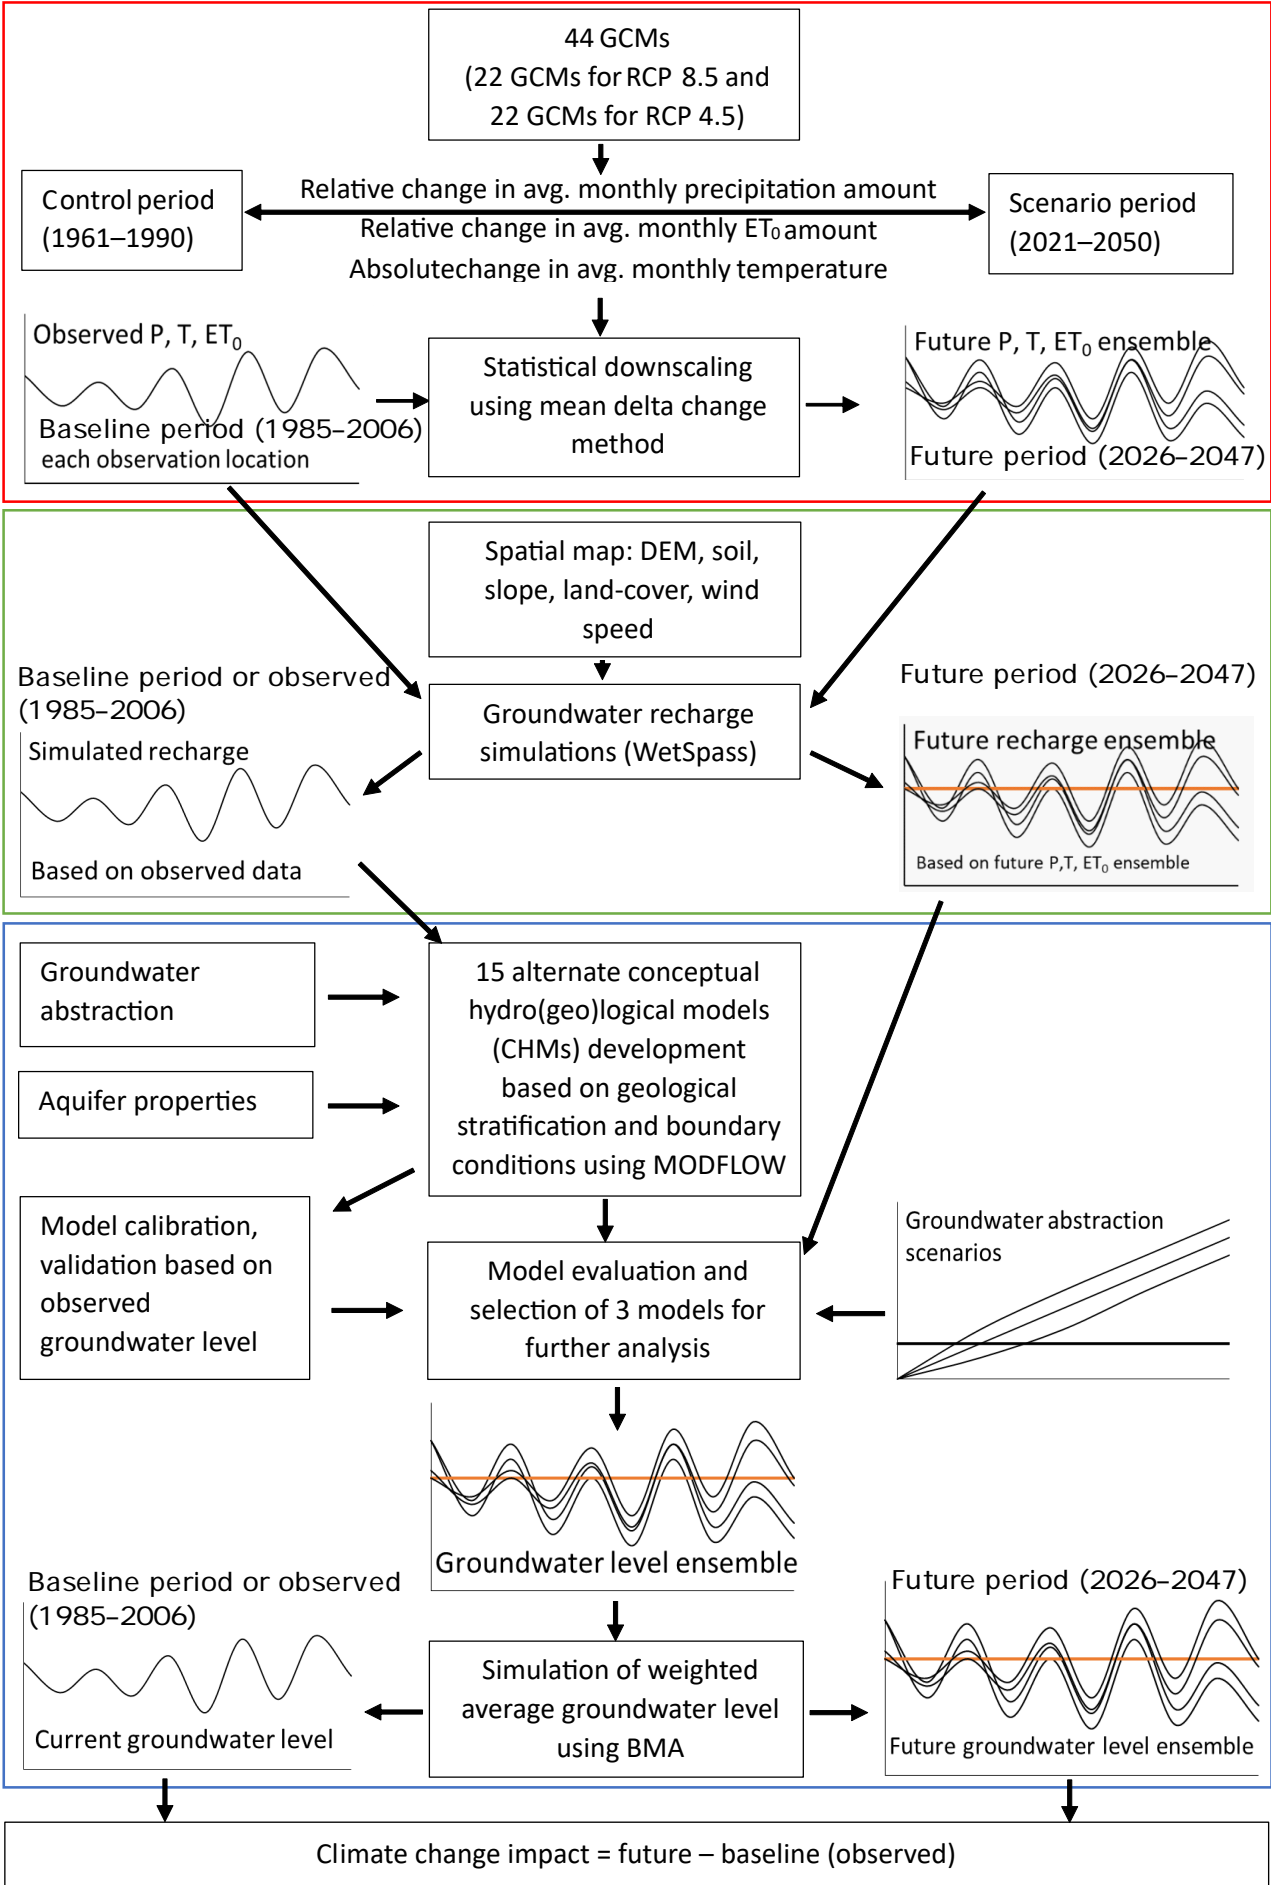 44 GCMs
(22 GCMs for RCP 8.5 and
22 GCMs for RCP 4.5)
Control period
(1961–1990)
Relative change in avg. monthly precipitation amount
Relative change in avg. monthly ET₀ amount
Absolutechange in avg. monthly temperature
Scenario period
(2021–2050)
Observed P, T, ET₀
Baseline period (1985–2006)
each observation location
Statistical downscaling
using mean delta change
method
Future P, T, ET₀ ensemble
Future period (2026–2047)
Spatial map: DEM, soil,
slope, land-cover, wind
speed
Baseline period or observed
(1985–2006)
Simulated recharge
Based on observed data
Groundwater recharge
simulations (WetSpass)
Future period (2026–2047)
Future recharge ensemble
Based on future P,T, ET₀ ensemble
Groundwater
abstraction
Aquifer properties
15 alternate conceptual
hydro(geo)logical models
(CHMs) development
based on geological
stratification and boundary
conditions using MODFLOW
Model calibration,
validation based on
observed
groundwater level
Model evaluation and
selection of 3 models for
further analysis
Groundwater abstraction
scenarios
Groundwater level ensemble
Baseline period or observed
(1985–2006)
Current groundwater level
Simulation of weighted
average groundwater level
using BMA
Future period (2026–2047)
Future groundwater level ensemble
Climate change impact = future – baseline (observed)